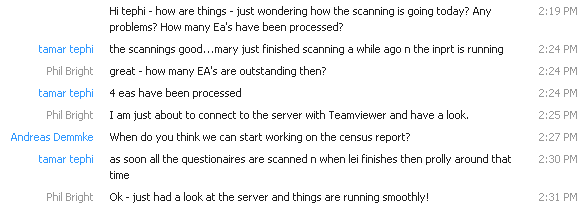 Hi tephi - how are things - just wondering how the scanning is going today? Any 2:19 PM
problems? How many Ea's have been processed?
tamar tephi the scannings good...mary just finished scanning a while ago n the inprt is running 2:24 PM
Phil Bright great - how many EA's are outstanding then? 2:24 PM
tamar tephi 4 eas have been processed 2:24 PM
Phil Bright I am just about to connect to the server with Teamviewer and have a look. 2:25 PM
Andreas Demmke When do you think we can start working on the census report? 2:27 PM
tamar tephi as soon all the questionaires are scanned n when lei finishes then prolly around that 2:30 PM
time
Phil Bright Ok - just had a look at the server and things are running smoothly! 2:31 PM